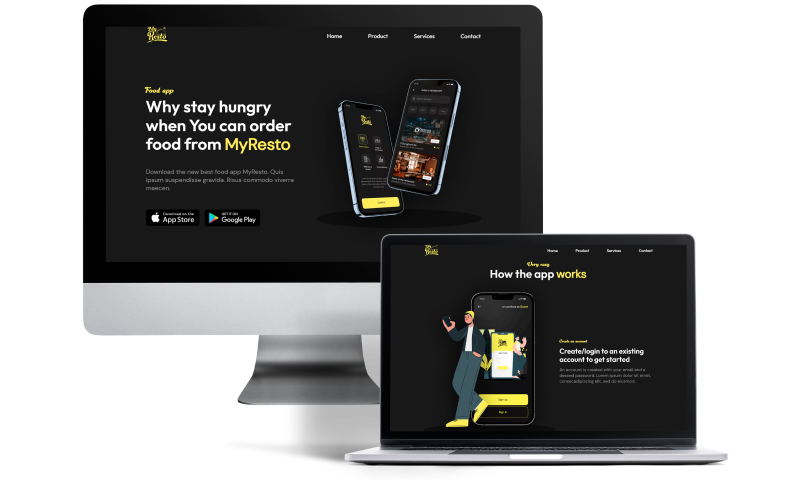 My
Resto
Home
Product
Services
Contact
Food app
Why stay hungry
when You can order
food from MyResto
Download the new best food app MyResto. Quis
ipsum suspendisse gravida. Risus commodo viverra
maecen.
Download on the
App Store
GET IT ON
Google Play
Home
Product
Services
Contact
Very easy
How the app works
Create an account
Create/login to an existing
account to get started
An account is created with your email and a
desired password. Lorem ipsum dolor sit amet,
consectetur
elit, sed do eiusmod.
Sign up
Sign in